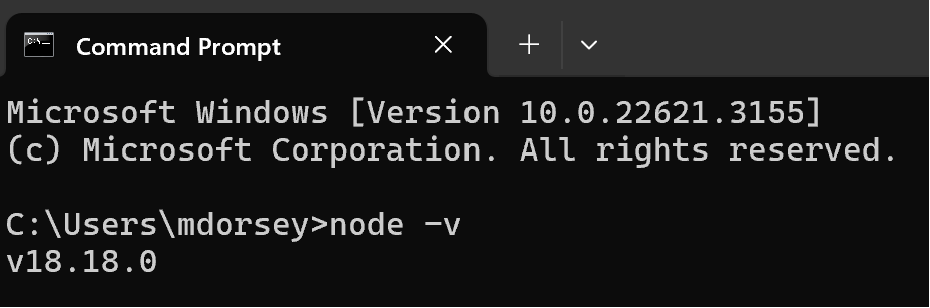 Command Prompt
Microsoft Windows [Version 10.0.22621.3155]
(c) Microsoft Corporation. All rights reserved.
C:\Users\mdorsey>node -v
v18.18.0